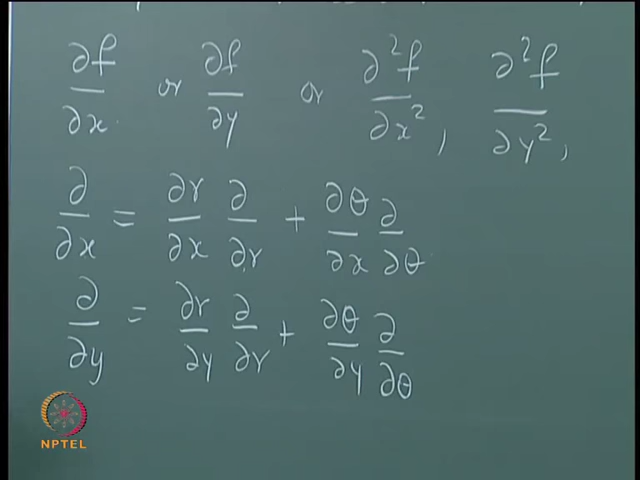 ∂f/∂x or ∂f/∂y or ∂²f/∂x², ∂²f/∂y²,
∂/∂x = ∂r/∂x ∂/∂r + ∂θ/∂x ∂/∂θ
∂/∂y = ∂r/∂y ∂/∂r + ∂θ/∂y ∂/∂θ
NPTEL